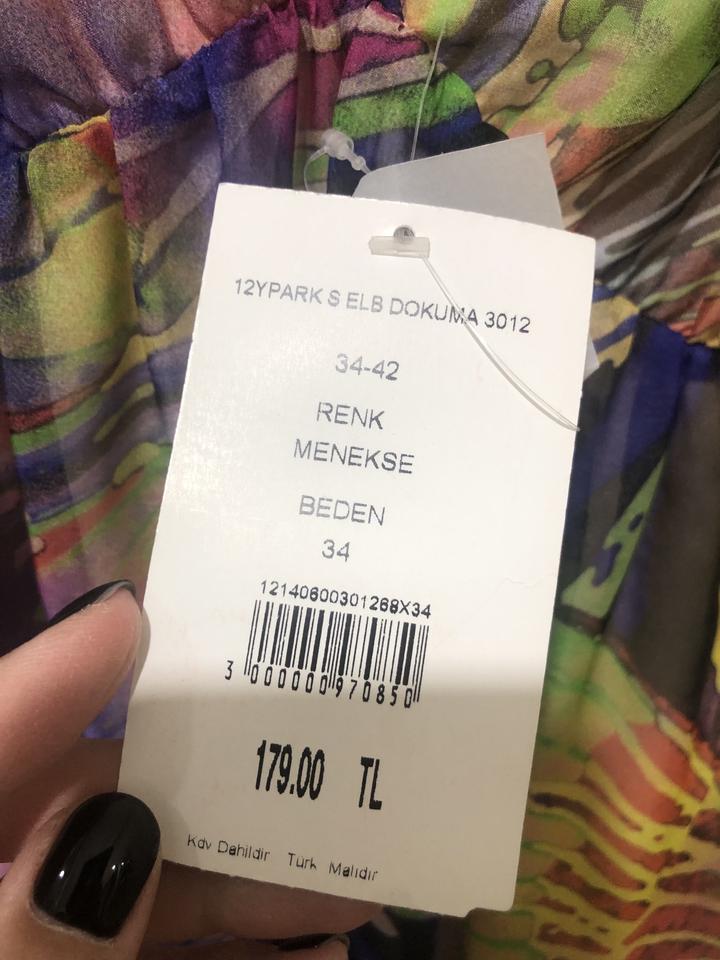 12YPARK S ELB DOKUMA 3012
34-42
RENK
MENEKSE
BEDEN
34
12140600301268X34
3 000000 970850
179.00 TL
Kdv Dahildir Türk Malıdır